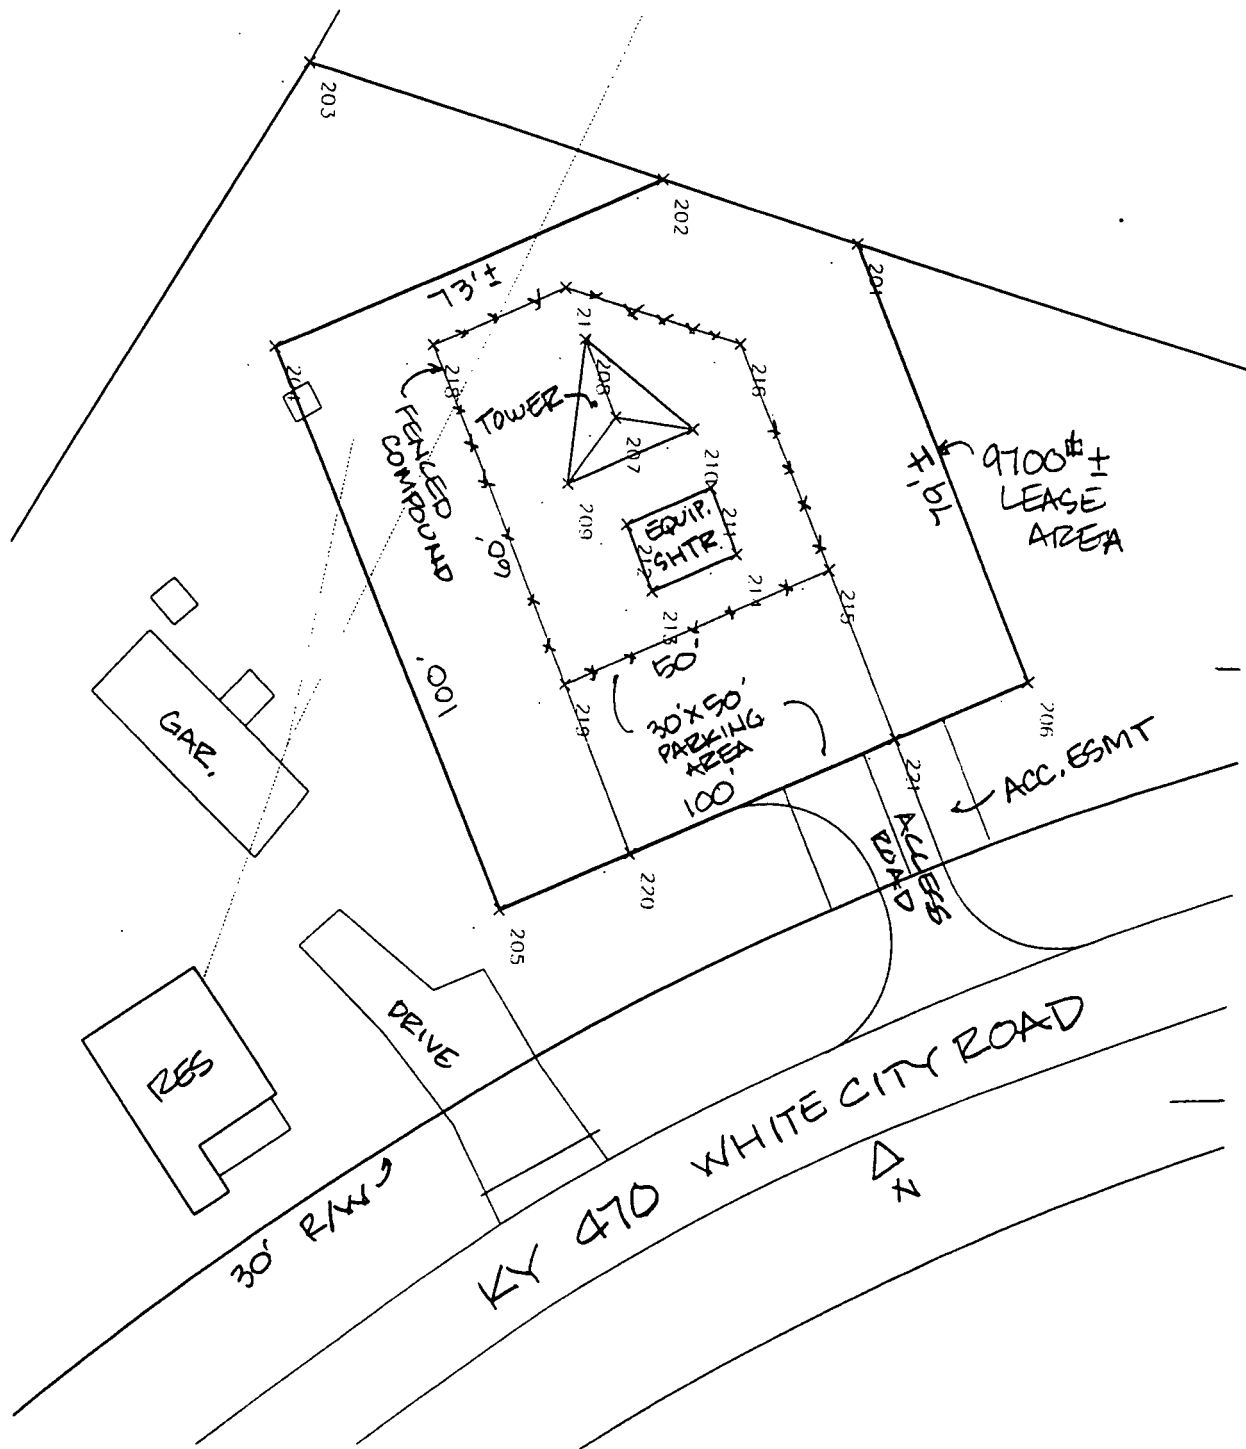 203
202
201
73'±
217
216
218
208
TOWER
207
210
209
FENCED
COMPOUND
EQUIP.
SHTR.
211
212
214
213
215
79'±
9700 ±
LEASE
AREA
60'
50'
100'
219
30'X50'
PARKING
AREA
100'
206
221
ACC. ESMT
ACCESS
ROAD
220
205
GAR.
RES
DRIVE
30' R/W
KY 470 WHITE CITY ROAD
N